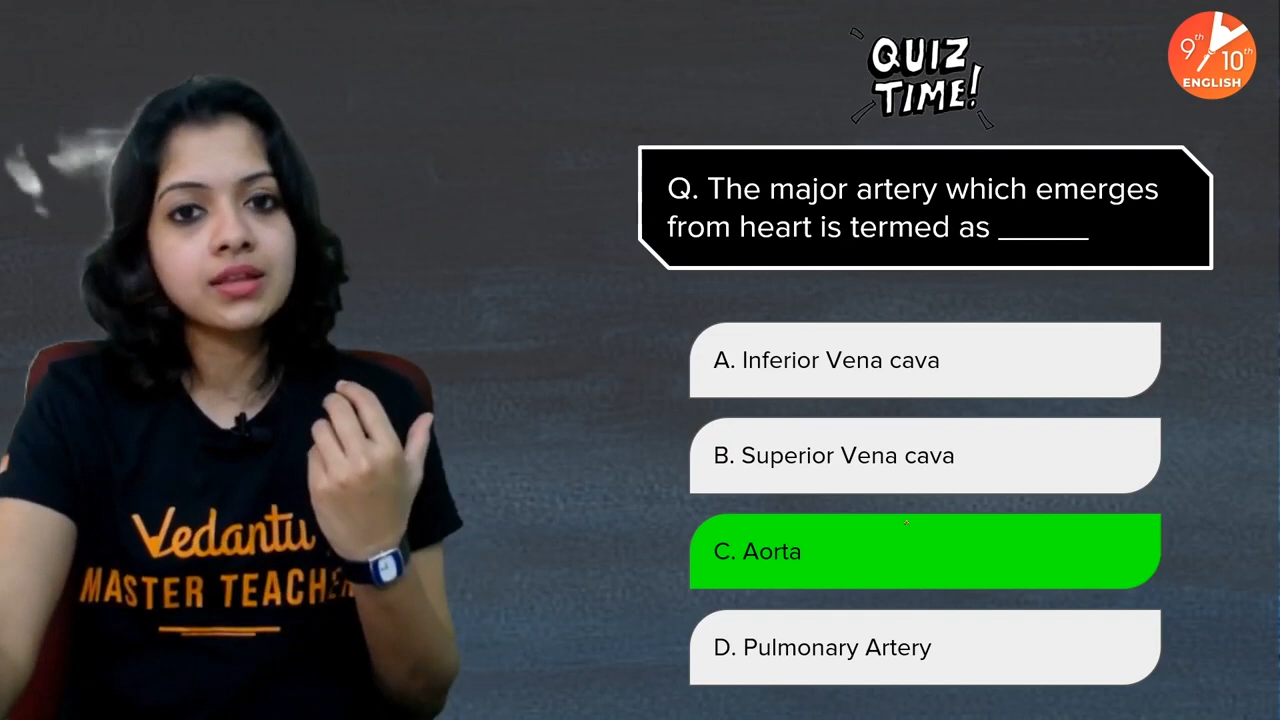 QUIZ
TIME!
9th
10th
ENGLISH
Q. The major artery which emerges
from heart is termed as ______
A. Inferior Vena cava
B. Superior Vena cava
C. Aorta
D. Pulmonary Artery
Vedantu
MASTER TEACHER